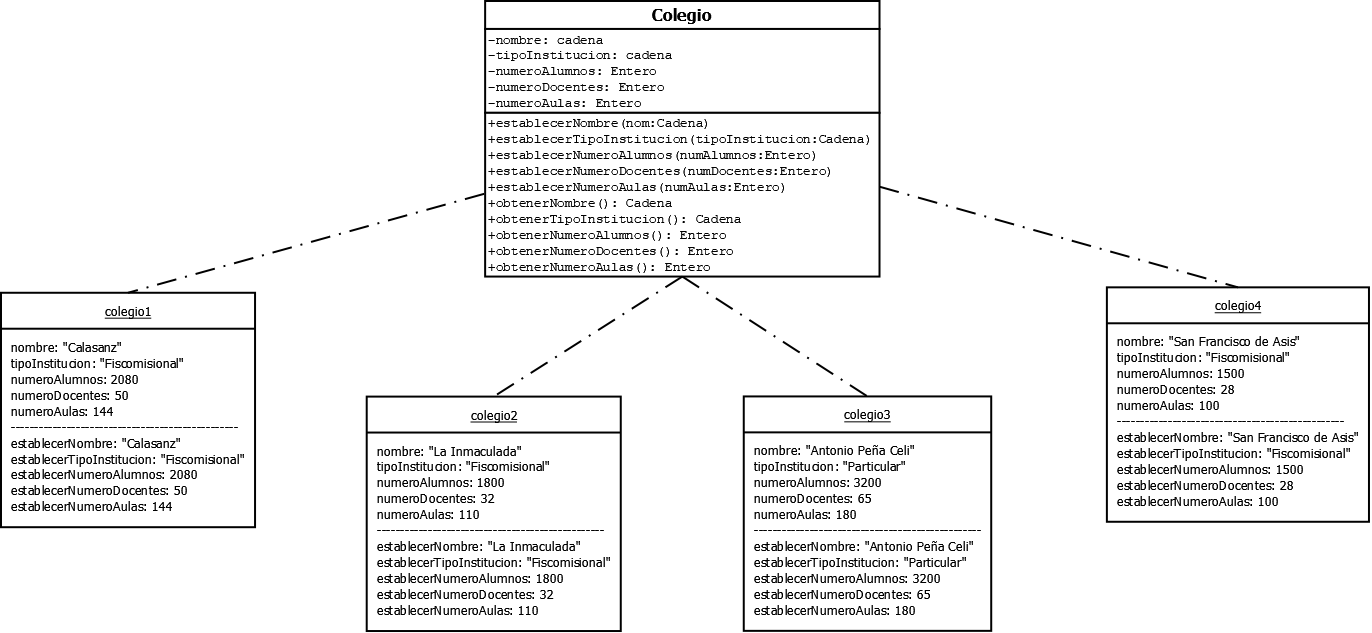 Colegio
-nombre: cadena
-tipoInstitucion: cadena
-numeroAlumnos: Entero
-numeroDocentes: Entero
-numeroAulas: Entero
+establecerNombre(nom:Cadena)
+establecerTipoInstitucion(tipoInstitucion:Cadena)
+establecerNumeroAlumnos(numAlumnos:Entero)
+establecerNumeroDocentes(numDocentes:Entero)
+establecerNumeroAulas(numAulas:Entero)
+obtenerNombre(): Cadena
+obtenerTipoInstitucion(): Cadena
+obtenerNumeroAlumnos(): Entero
+obtenerNumeroDocentes(): Entero
+obtenerNumeroAulas(): Entero
colegio1
nombre: "Calasanz"
tipoInstitucion: "Fiscomisional"
numeroAlumnos: 2080
numeroDocentes: 50
numeroAulas: 144
establecerNombre: "Calasanz"
establecerTipoInstitucion: "Fiscomisional"
establecerNumeroAlumnos: 2080
establecerNumeroDocentes: 50
establecerNumeroAulas: 144
colegio2
nombre: "La Inmaculada"
tipoInstitucion: "Fiscomisional"
numeroAlumnos: 1800
numeroDocentes: 32
numeroAulas: 110
establecerNombre: "La Inmaculada"
establecerTipoInstitucion: "Fiscomisional"
establecerNumeroAlumnos: 1800
establecerNumeroDocentes: 32
establecerNumeroAulas: 110
colegio3
nombre: "Antonio Peña Celi"
tipoInstitucion: "Particular"
numeroAlumnos: 3200
numeroDocentes: 65
numeroAulas: 180
establecerNombre: "Antonio Peña Celi"
establecerTipoInstitucion: "Particular"
establecerNumeroAlumnos: 3200
establecerNumeroDocentes: 65
establecerNumeroAulas: 180
colegio4
nombre: "San Francisco de Asis"
tipoInstitucion: "Fiscomisional"
numeroAlumnos: 1500
numeroDocentes: 28
numeroAulas: 100
establecerNombre: "San Francisco de Asis"
establecerTipoInstitucion: "Fiscomisional"
establecerNumeroAlumnos: 1500
establecerNumeroDocentes: 28
establecerNumeroAulas: 100